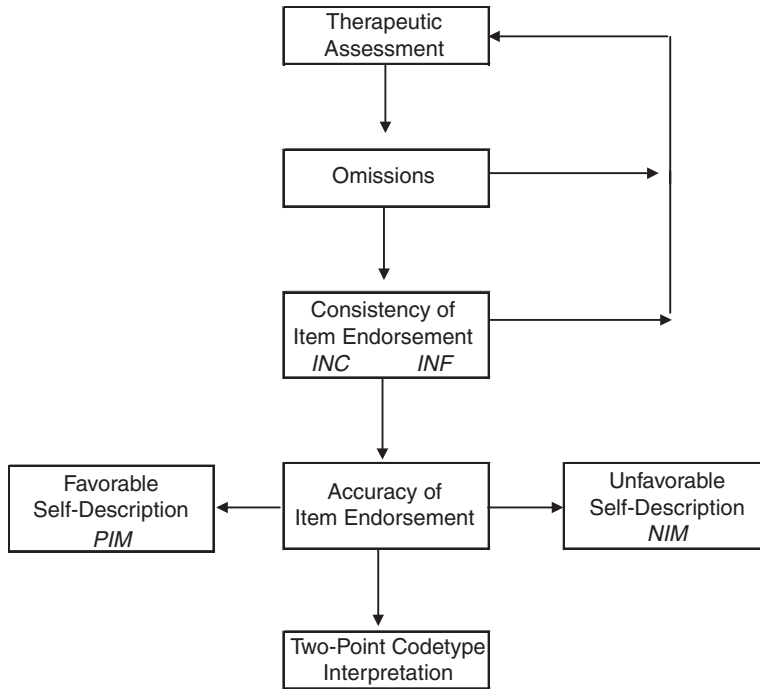 Therapeutic
Assessment
Omissions
Consistency of
Item Endorsement
INC INF
Favorable
Self-Description
PIM
Accuracy of
Item Endorsement
Unfavorable
Self-Description
NIM
Two-Point Codetype
Interpretation